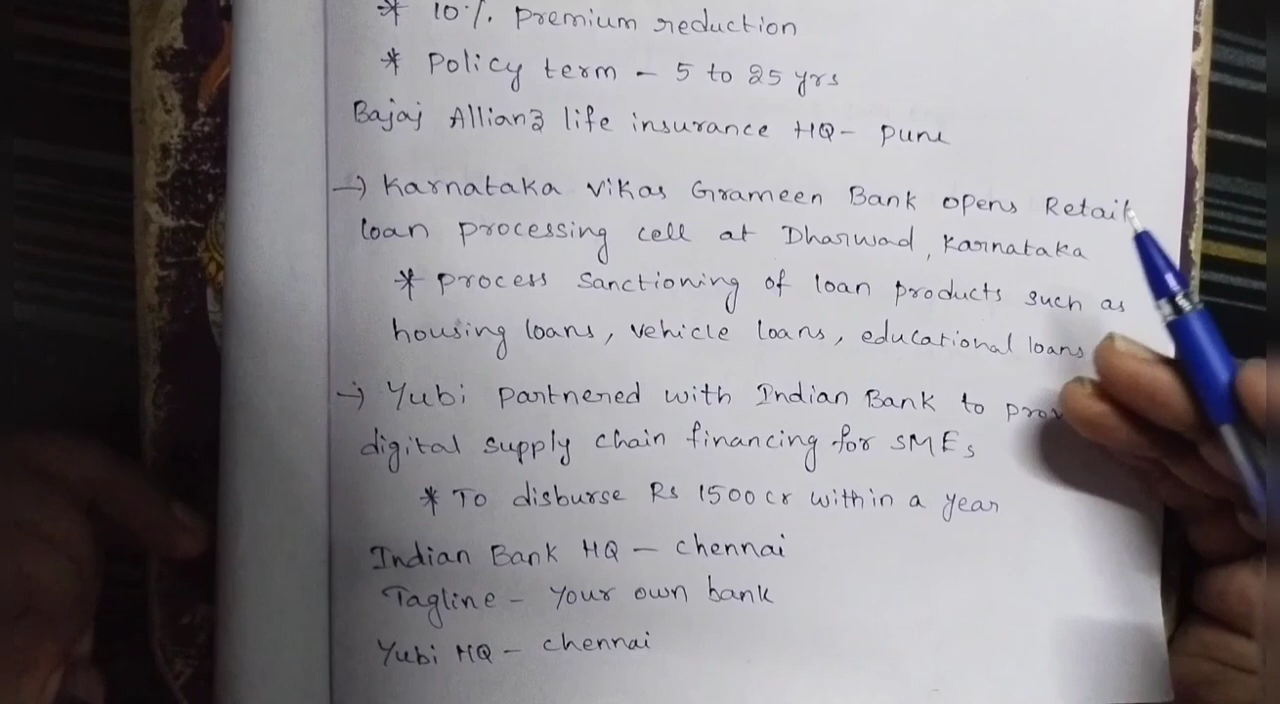 * 10% premium reduction
* Policy term - 5 to 25 yrs
Bajaj Allianz life insurance HQ - pune
→ Karnataka Vikas Grameen Bank opens Retail
loan processing cell at Dharwad, Karnataka
* process sanctioning of loan products such as
housing loans, vehicle loans, educational loans
→ Yubi partnered with Indian Bank to
digital supply chain financing for SMEs
* To disburse Rs 1500 cr within a year
Indian Bank HQ - chennai
Tagline - Your own bank
Yubi HQ - chennai